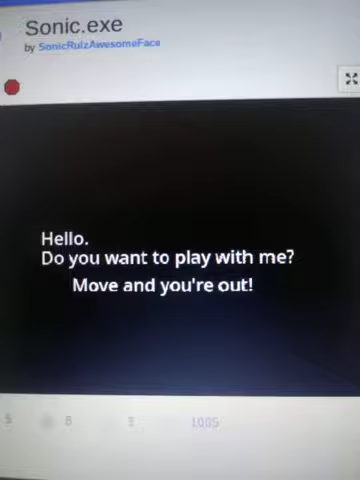 Sonic.exe
by SonicRulzAwesomeFace
Hello.
Do you want to play with me?
Move and you're out!